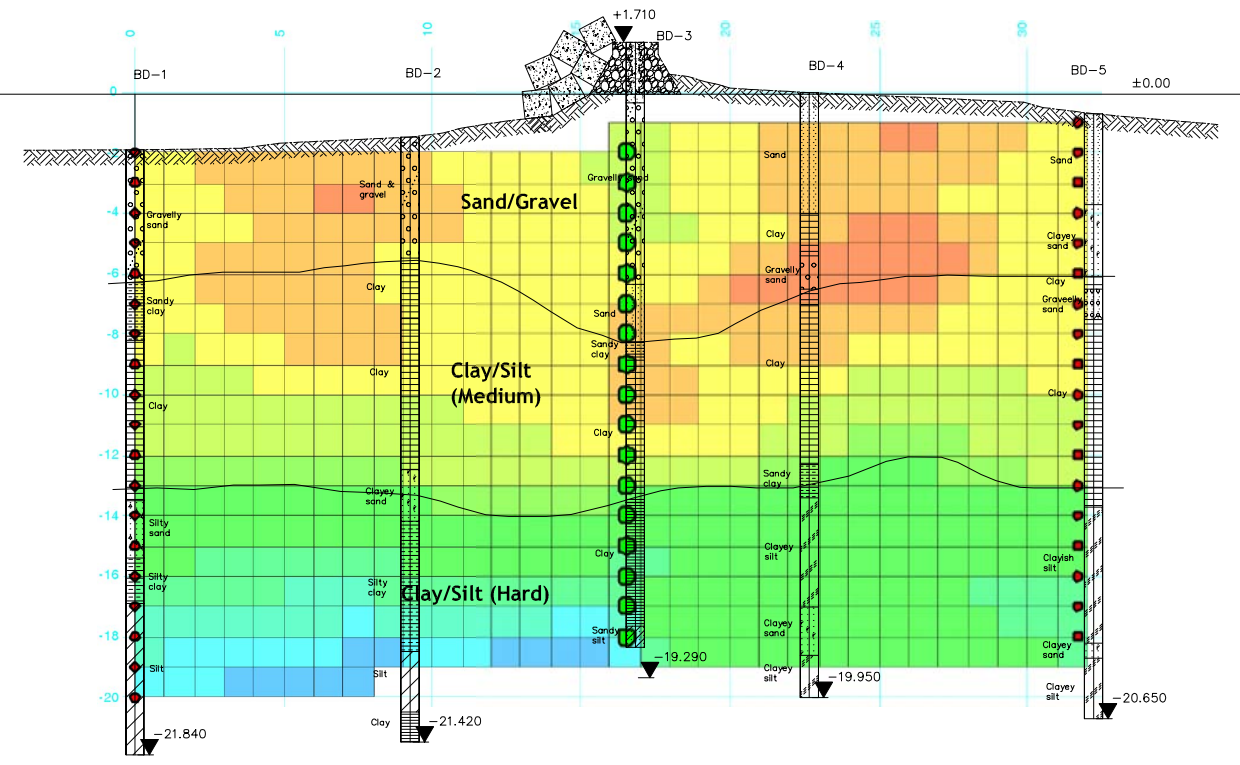 +1.710
0
5
10
20
25
30
BD-1
BD-2
BD-3
BD-4
BD-5
±0.00
0
-4
-6
-8
-10
-12
-14
-16
-18
-20
Gravelly
sand
Sandy
clay
Clay
Silty
sand
Silty
clay
Silt
-21.840
Sand &
gravel
Clay
Clay
Clayey
sand
Silty
clay
Silt
Clay
-21.420
Sand/Gravel
Clay/Silt
(Medium)
Clay/Silt (Hard)
Gravelly sand
Sand
Sandy
clay
Clay
Clay
Sandy
silt
-19.290
Sand
Clay
Gravelly
sand
Clay
Sandy
clay
Clayey
silt
Clayey
sand
Clayey
silt
-19.950
Sand
Clayey
sand
Clay
Graveelly
sand
Clay
Clayish
silt
Clayey
sand
Clayey
silt
-20.650